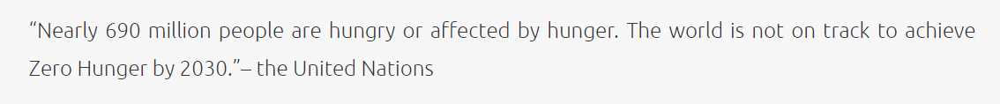 “Nearly 690 million people are hungry or affected by hunger. The world is not on track to achieve
Zero Hunger by 2030.”– the United Nations